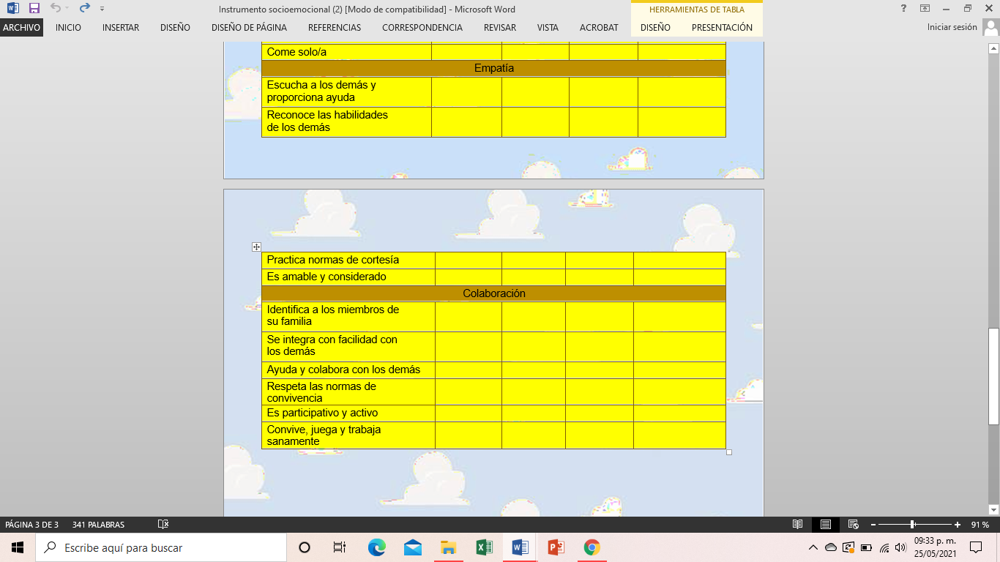 Instrumento socioemocional (2) [Modo de compatibilidad] - Microsoft Word
HERRAMIENTAS DE TABLA
?
ARCHIVO INICIO INSERTAR DISEÑO DISEÑO DE PÁGINA REFERENCIAS CORRESPONDENCIA REVISAR VISTA ACROBAT DISEÑO PRESENTACIÓN Iniciar sesión
Come solo/a
Empatía
Escucha a los demás y
proporciona ayuda
Reconoce las habilidades
de los demás
Practica normas de cortesía
Es amable y considerado
Colaboración
Identifica a los miembros de
su familia
Se integra con facilidad con
los demás
Ayuda y colabora con los demás
Respeta las normas de
convivencia
Es participativo y activo
Convive, juega y trabaja
sanamente
PÁGINA 3 DE 3 341 PALABRAS 91 %
Escribe aquí para buscar
09:33 p. m.
25/05/2021